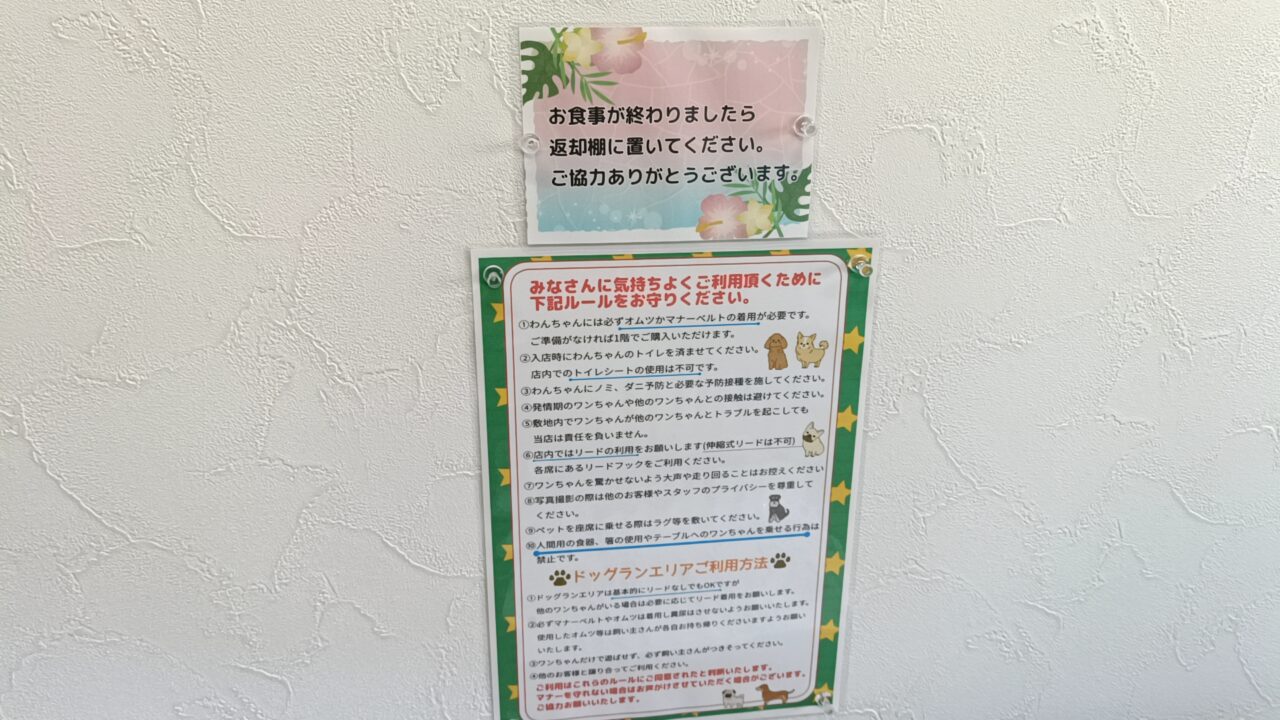 お食事が終わりましたら
返却棚に置いてください。
ご協力ありがとうございます。
みなさんに気持ちよくご利用頂くために
下記ルールをお守りください。
①わんちゃんには必ずオムツかマナーベルトの着用が必要です。
ご準備がなければ1階でご購入いただけます。
②入店時にわんちゃんのトイレを済ませてください。
店内でのトイレシートの使用は不可です。
③わんちゃんにノミ、ダニ予防と必要な予防接種を施してください。
④発情期のワンちゃんや他のワンちゃんとの接触は避けてください。
⑤敷地内でワンちゃんが他のワンちゃんとトラブルを起こしても
当店は責任を負いません。
⑥店内ではリードの利用をお願いします(伸縮式リードは不可)
各席にあるリードフックをご利用ください。
⑦ワンちゃんを驚かせないよう大声や走り回ることはお控えください
⑧写真撮影の際は他のお客様やスタッフのプライバシーを尊重して
ください。
⑨ペットを座席に乗せる際はラグ等を敷いてください。
⑩人間用の食器、箸の使用やテーブルへのワンちゃんを乗せる行為は
禁止です。
ドッグランエリアご利用方法
①ドッグランエリアは基本的にリードなしでもOKですが
他のワンちゃんがいる場合は必要に応じてリード着用をお願いします。
②必ずマナーベルトやオムツは着用し糞尿はさせないようお願いいたします。
使用したオムツ等は飼い主さんが各自お持ち帰りくださいますようお願い
いたします。
③ワンちゃんだけで遊ばせず、必ず飼い主さんがつきそってください。
④他のお客様と譲り合ってご利用ください。
ご利用はこれらのルールにご同意されたと判断いたします。
マナーを守れない場合はお声がけさせていただく場合がございます。
ご協力お願いいたします。